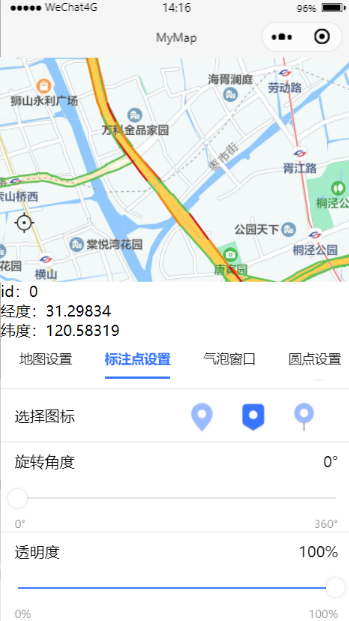 WeChat4G 14:16 96%
MyMap
海胥澜庭
劳动路
狮山永利广场
万科金品家园
索市街
胥江路
索山桥西
桐泾公园
公园天下
棠悦湾花园
花园
横山
唐寅园
桐泾公园
id：0
经度：31.29834
纬度：120.58319
地图设置 标注点设置 气泡窗口 圆点设置
选择图标
旋转角度 0°
0° 360°
透明度 100%
0% 100%